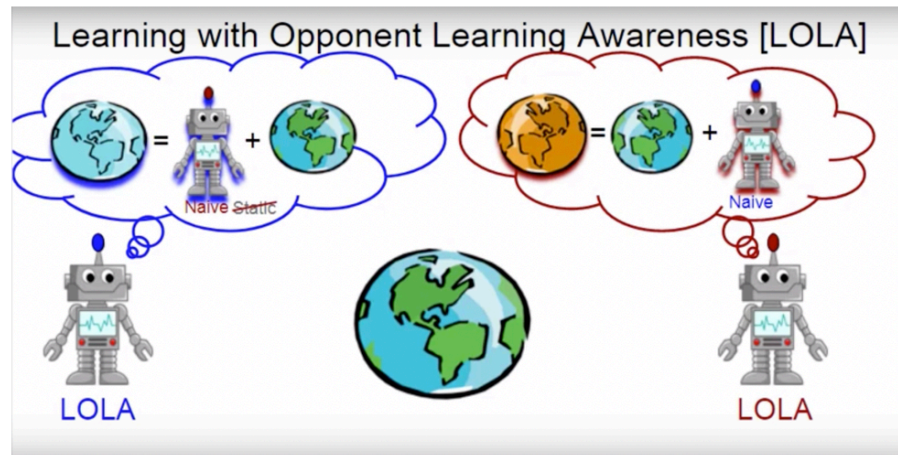 Learning with Opponent Learning Awareness [LOLA]
=
+
Naive Static
=
+
Naive
LOLA
LOLA